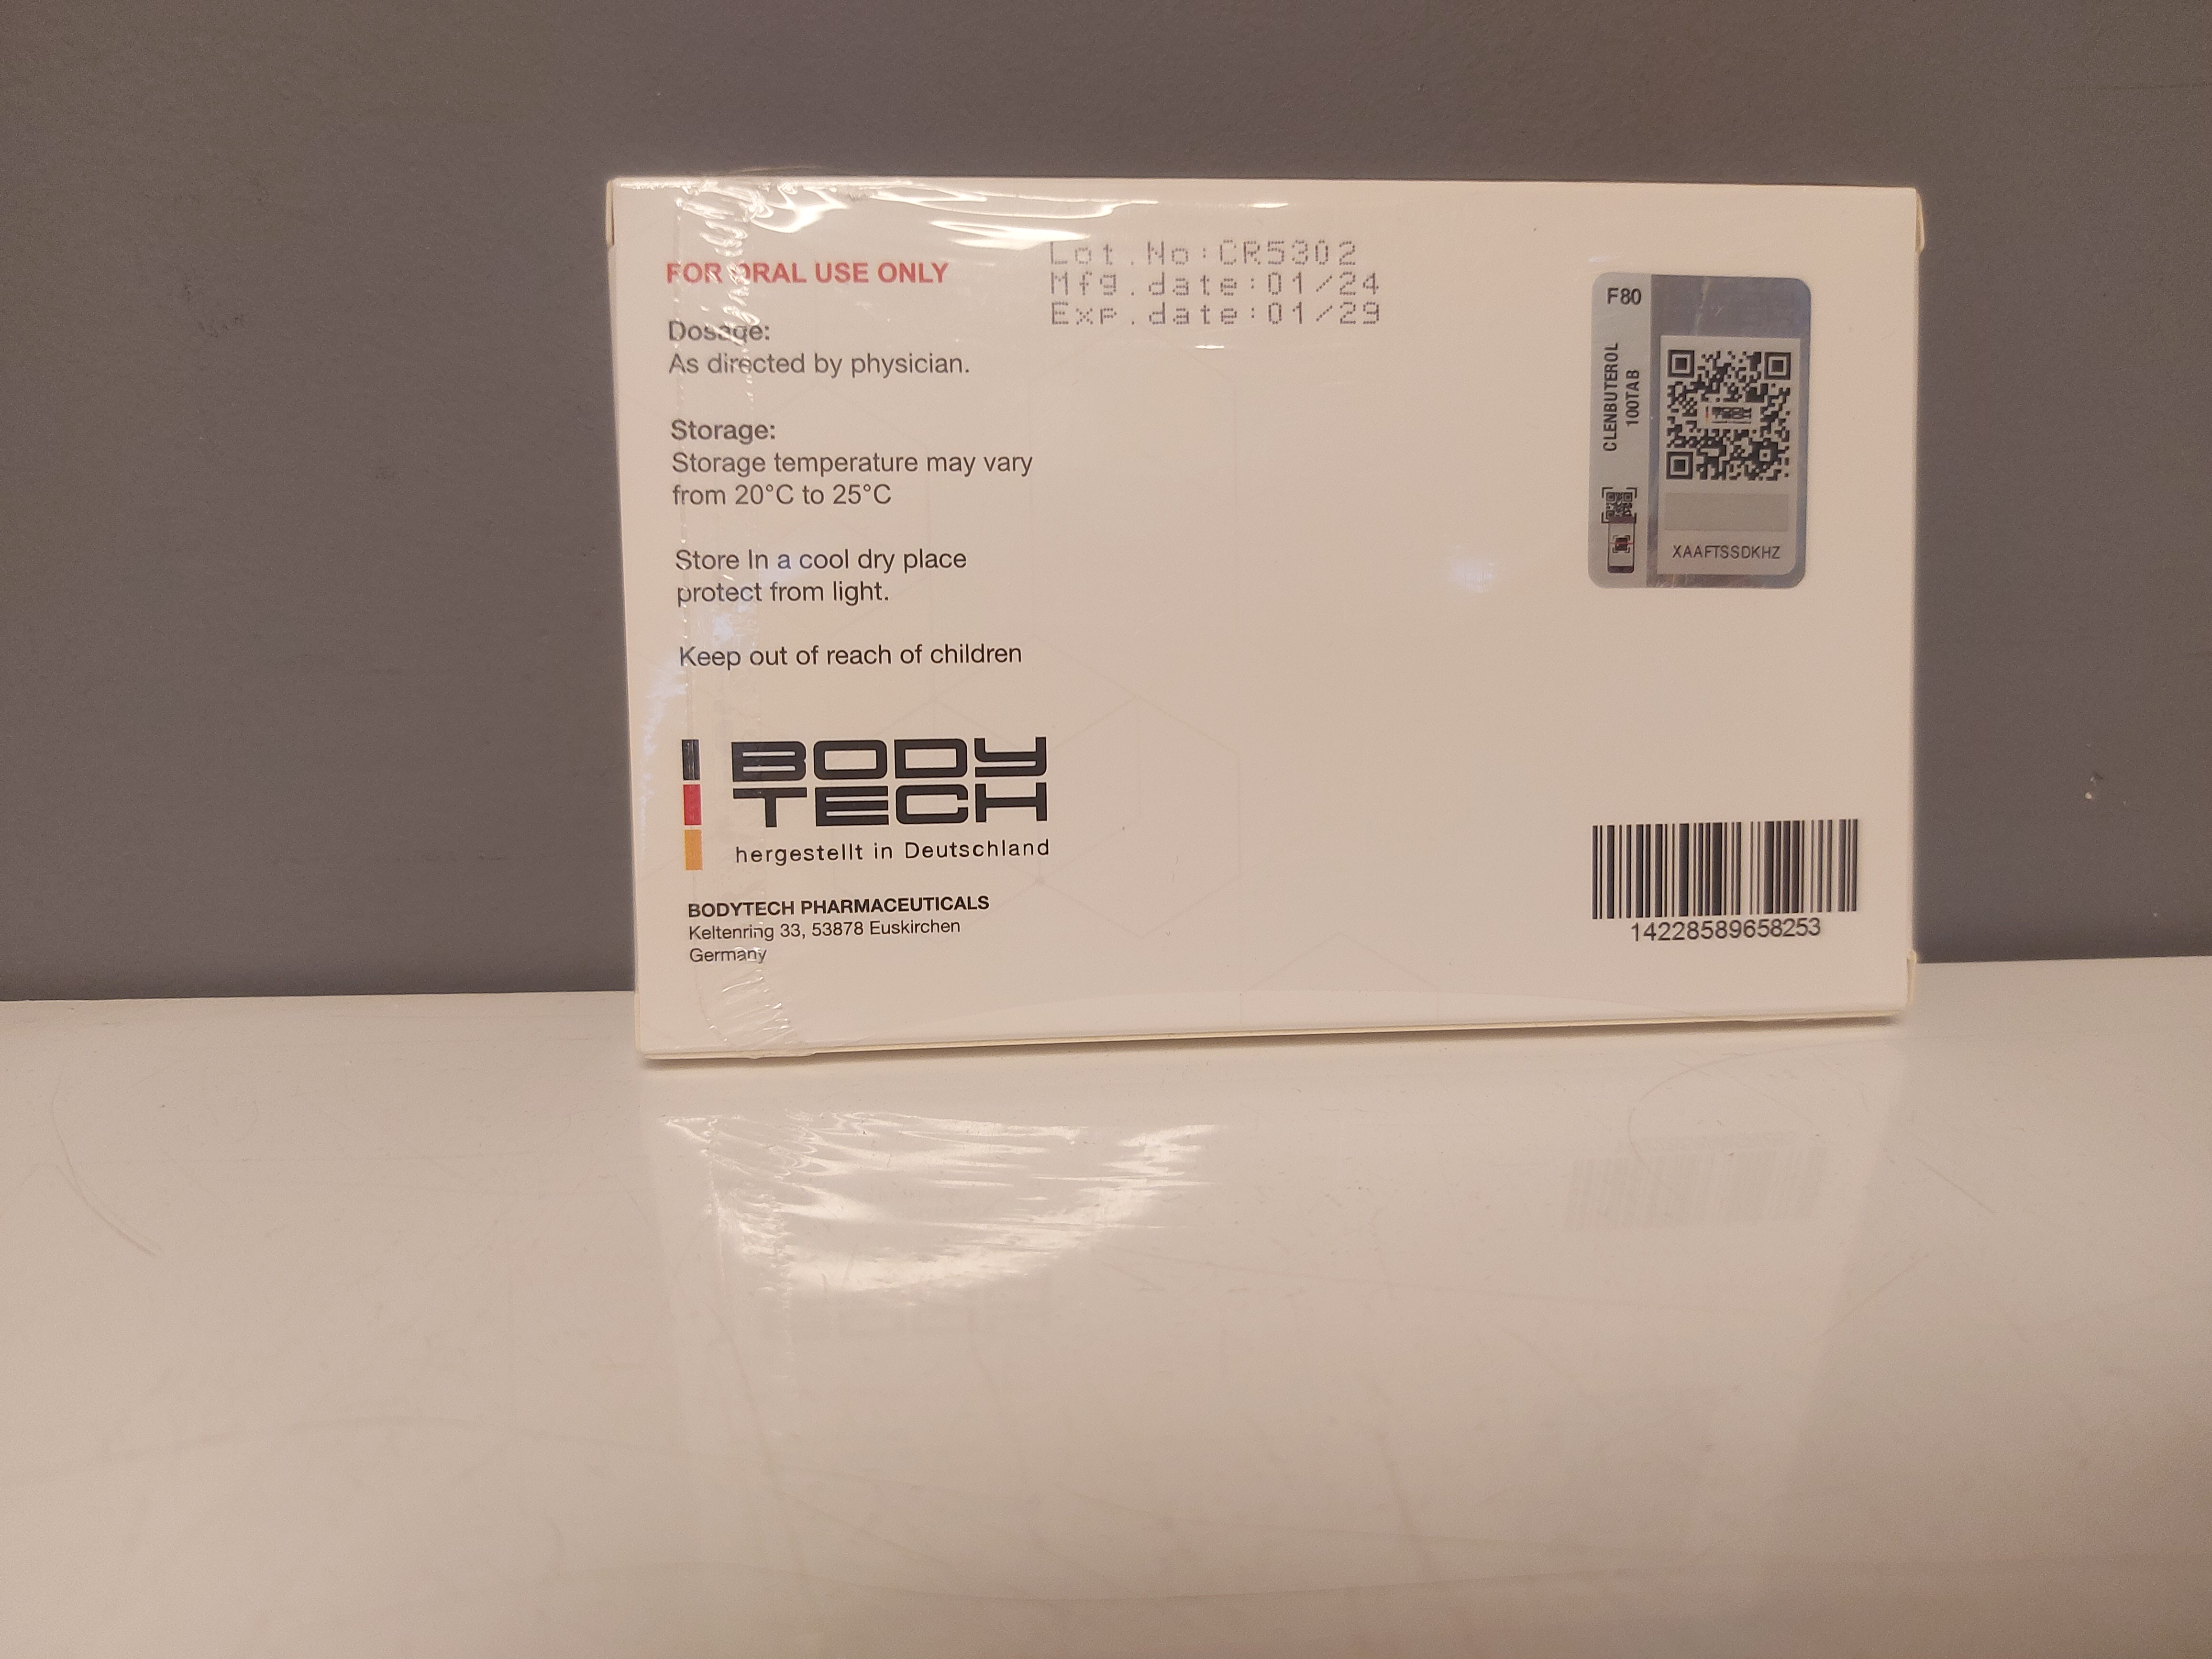 FOR ORAL USE ONLY
Lot.No:CR5302
Mfg.date:01/24
Exp.date:01/29
Dosage:
As directed by physician.
Storage:
Storage temperature may vary
from 20°C to 25°C
Store In a cool dry place
protect from light.
Keep out of reach of children
BODY
TECH
hergestellt in Deutschland
BODYTECH PHARMACEUTICALS
Keltenring 33, 53878 Euskirchen
Germany
F80
CLENBUTEROL
100TAB
BODY
TECH
XAAFTSSDKHZ
14228589658253